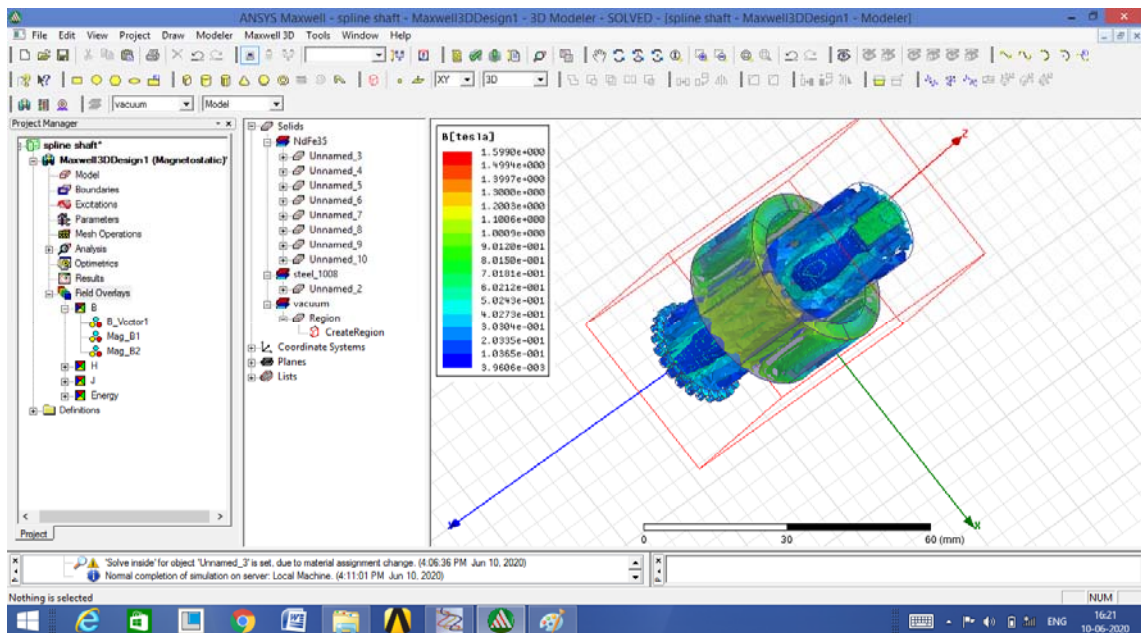 ANSYS Maxwell - spline shaft - Maxwell3DDesign1 - 3D Modeler - SOLVED - [spline shaft - Maxwell3DDesign1 - Modeler]
File Edit View Project Draw Modeler Maxwell 3D Tools Window Help
XY 3D
vacuum Model
Project Manager
spline shaft*
Maxwell3DDesign1 (Magnetostatic)*
Model
Boundaries
Excitations
Parameters
Mesh Operations
Analysis
Optimetrics
Results
Field Overlays
B
B_Vector1
Mag_B1
Mag_B2
H
J
Energy
Definitions
Project
Solids
NdFe35
Unnamed_3
Unnamed_4
Unnamed_5
Unnamed_6
Unnamed_7
Unnamed_8
Unnamed_9
Unnamed_10
steel_1008
Unnamed_2
vacuum
Region
CreateRegion
Coordinate Systems
Planes
Lists
B[tesla]
1.5990e+000
1.4994e+000
1.3997e+000
1.3000e+000
1.2003e+000
1.1006e+000
1.0009e+000
9.0120e-001
8.0150e-001
7.0181e-001
6.0212e-001
5.0243e-001
4.0273e-001
3.0304e-001
2.0335e-001
1.0365e-001
3.9606e-003
Z
X
0 30 60 (mm)
'Solve inside' for object 'Unnamed_3' is set, due to material assignment change. (4:06:36 PM Jun 10, 2020)
Normal completion of simulation on server: Local Machine. (4:11:01 PM Jun 10, 2020)
Nothing is selected
NUM
ENG
16:21
10-06-2020